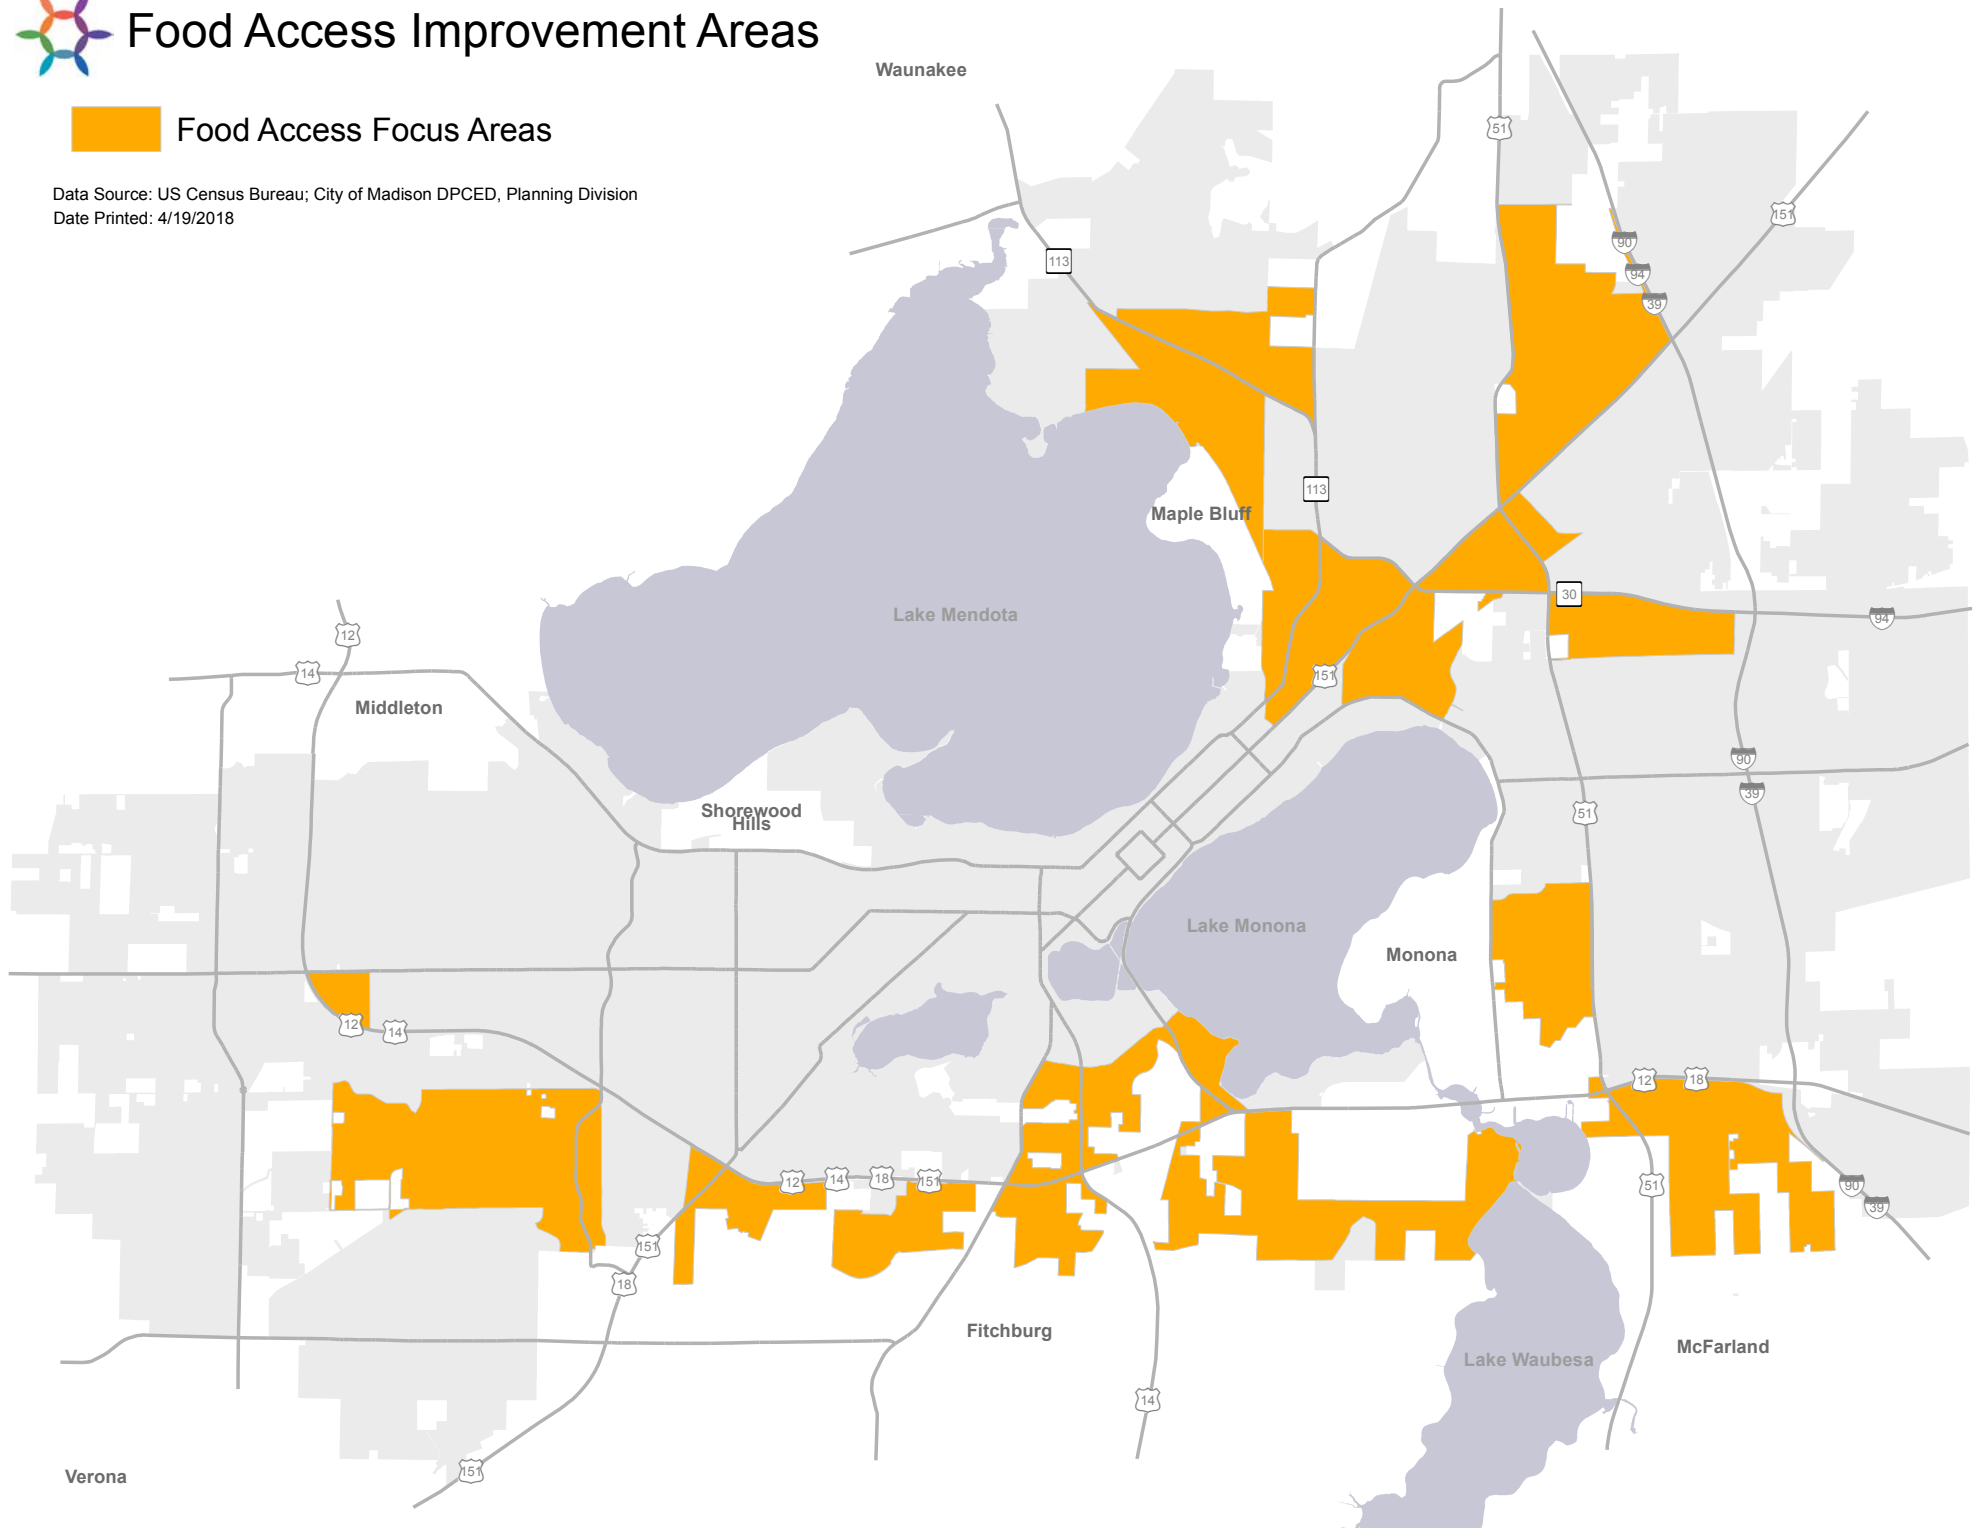 Food Access Improvement Areas
Food Access Focus Areas
Data Source: US Census Bureau; City of Madison DPCED, Planning Division
Date Printed: 4/19/2018
Waunakee
51
151
90
113
94
39
113
Maple Bluff
30
Lake Mendota
94
12
14
151
Middleton
90
39
Shorewood
Hills
51
Lake Monona
Monona
12
14
12
18
12
14
18
151
51
90
39
151
18
Fitchburg
McFarland
Lake Waubesa
14
151
Verona